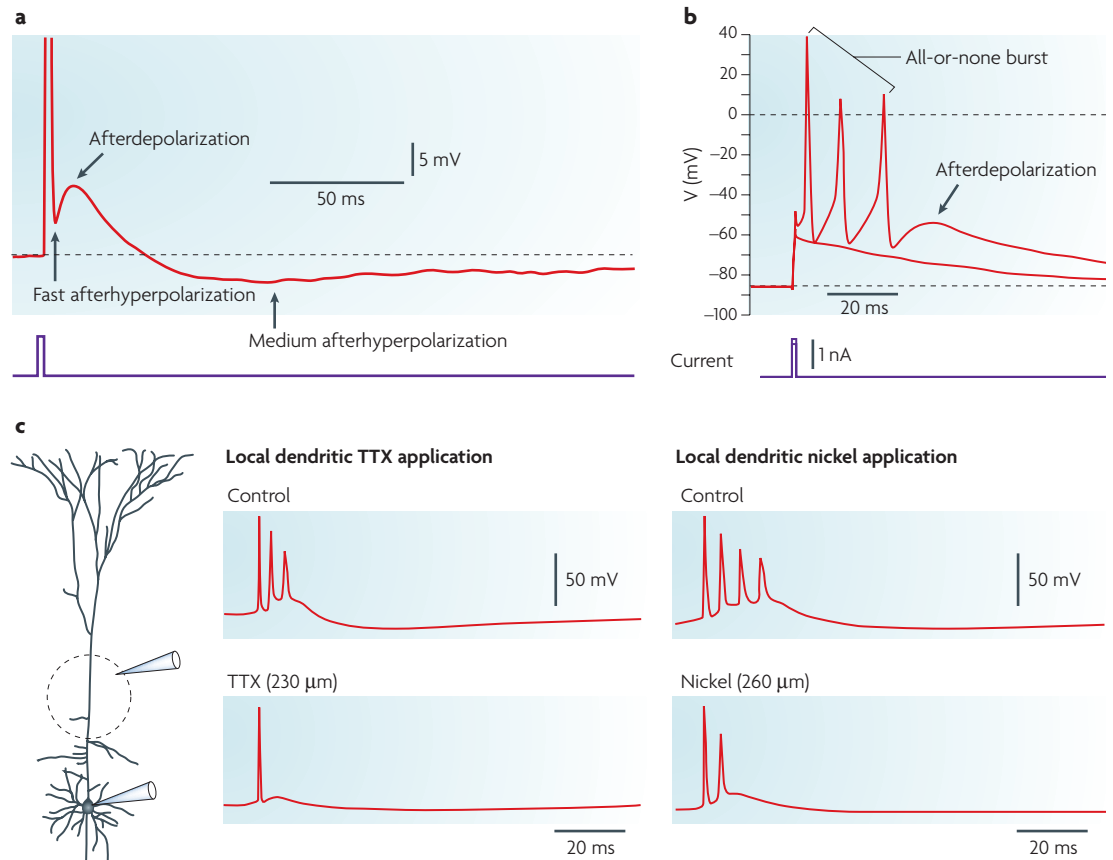 a
Afterdepolarization
5 mV
50 ms
Fast afterhyperpolarization
Medium afterhyperpolarization
b
40
20
0
−20
−40
−60
−80
−100
V (mV)
All-or-none burst
Afterdepolarization
20 ms
Current
1 nA
c
Local dendritic TTX application
Control
50 mV
TTX (230 µm)
20 ms
Local dendritic nickel application
Control
50 mV
Nickel (260 µm)
20 ms